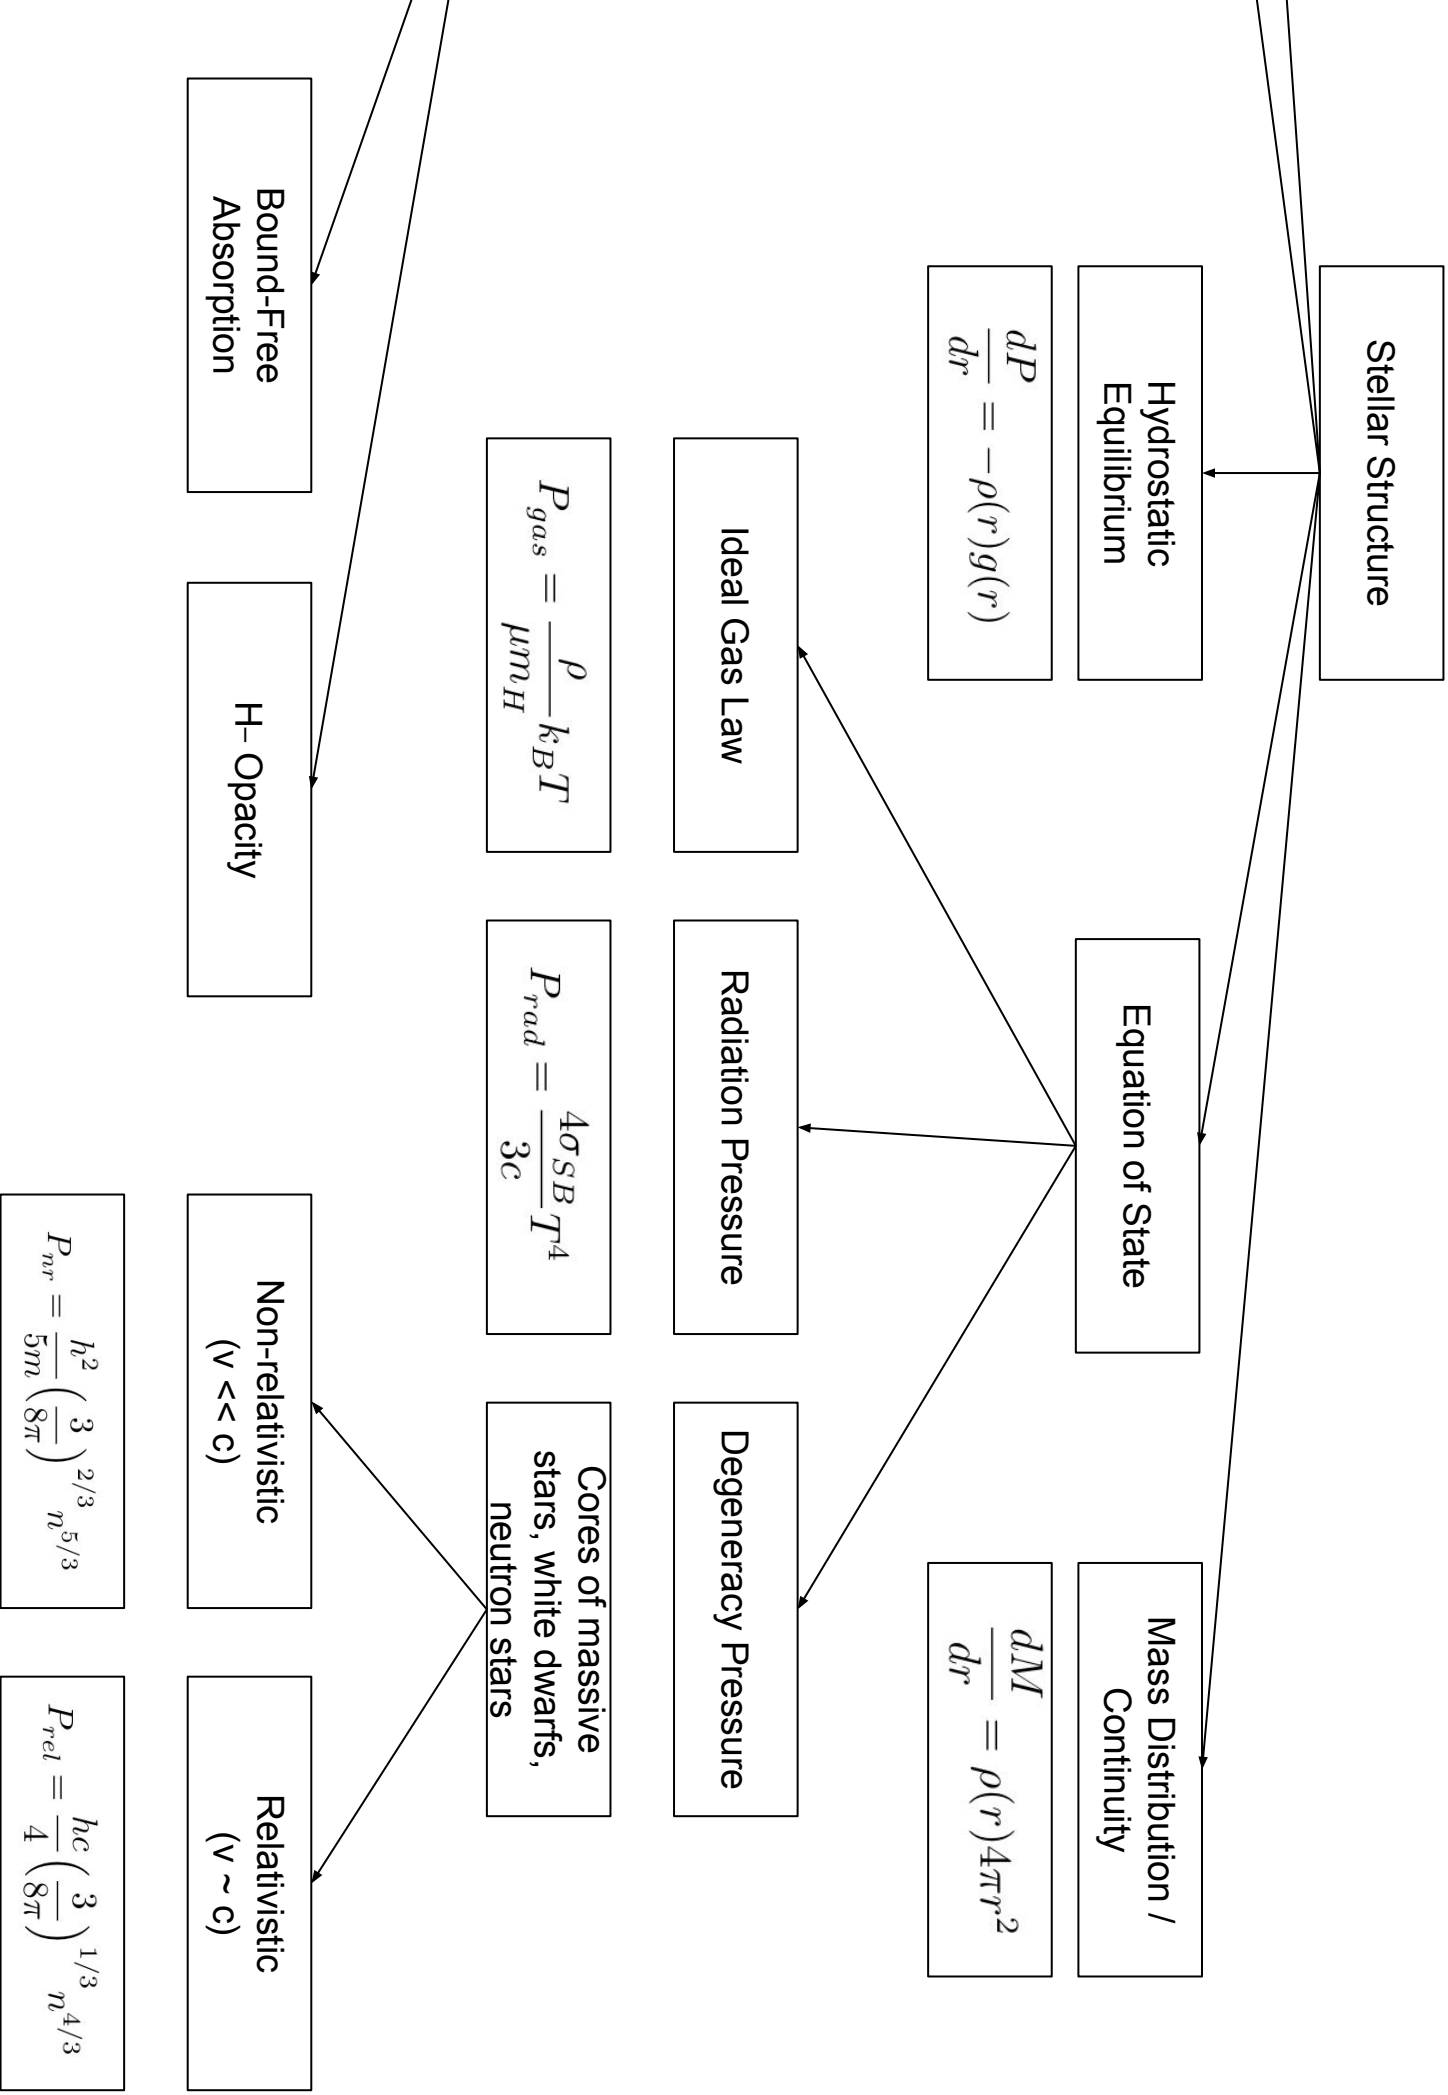 Stellar Structure
Hydrostatic
Equilibrium
\frac{dP}{dr} = -\rho(r)g(r)
Equation of State
Mass Distribution /
Continuity
\frac{dM}{dr} = \rho(r)4\pi r^2
Ideal Gas Law
P_{gas} = \frac{\rho}{\mu m_H} k_B T
Radiation Pressure
P_{rad} = \frac{4\sigma_{SB}}{3c} T^4
Degeneracy Pressure
Cores of massive
stars, white dwarfs,
neutron stars
Bound-Free
Absorption
H- Opacity
Non-relativistic
(v << c)
P_{nr} = \frac{h^2}{5m} (\frac{3}{8\pi})^{2/3} n^{5/3}
Relativistic
(v ~ c)
P_{rel} = \frac{hc}{4} (\frac{3}{8\pi})^{1/3} n^{4/3}